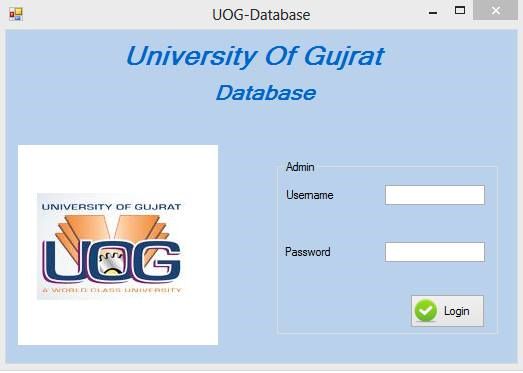 UOG-Database
University Of Gujrat
Database
UNIVERSITY OF GUJRAT
UOG
A WORLD CLASS UNIVERSITY
Admin
Username
Password
Login